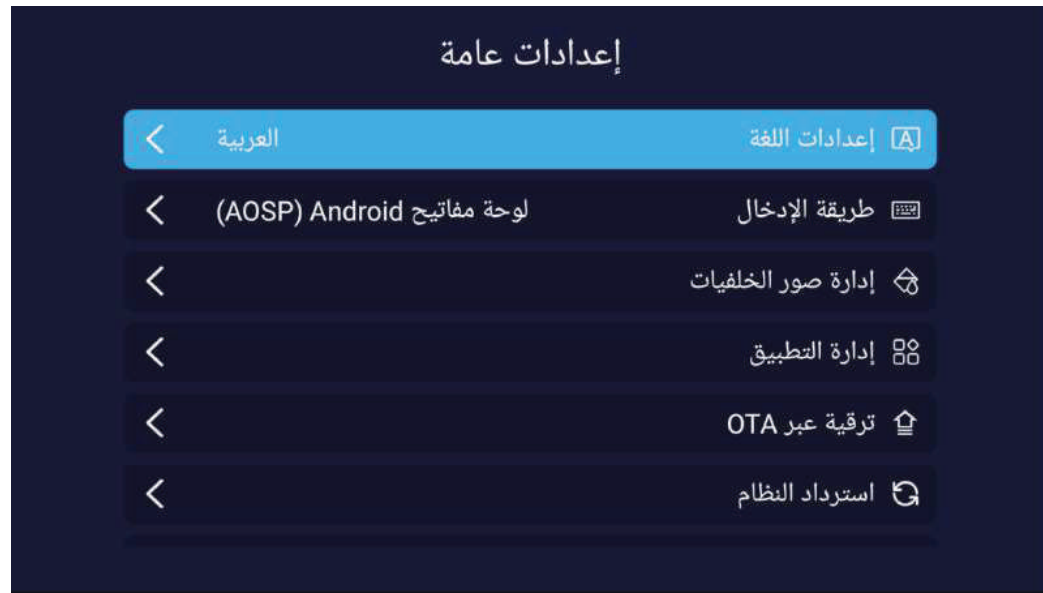 إعدادات عامة
إعدادات اللغة العربية
طريقة الإدخال لوحة مفاتيح Android (AOSP)
إدارة صور الخلفيات
إدارة التطبيق
ترقية عبر OTA
استرداد النظام